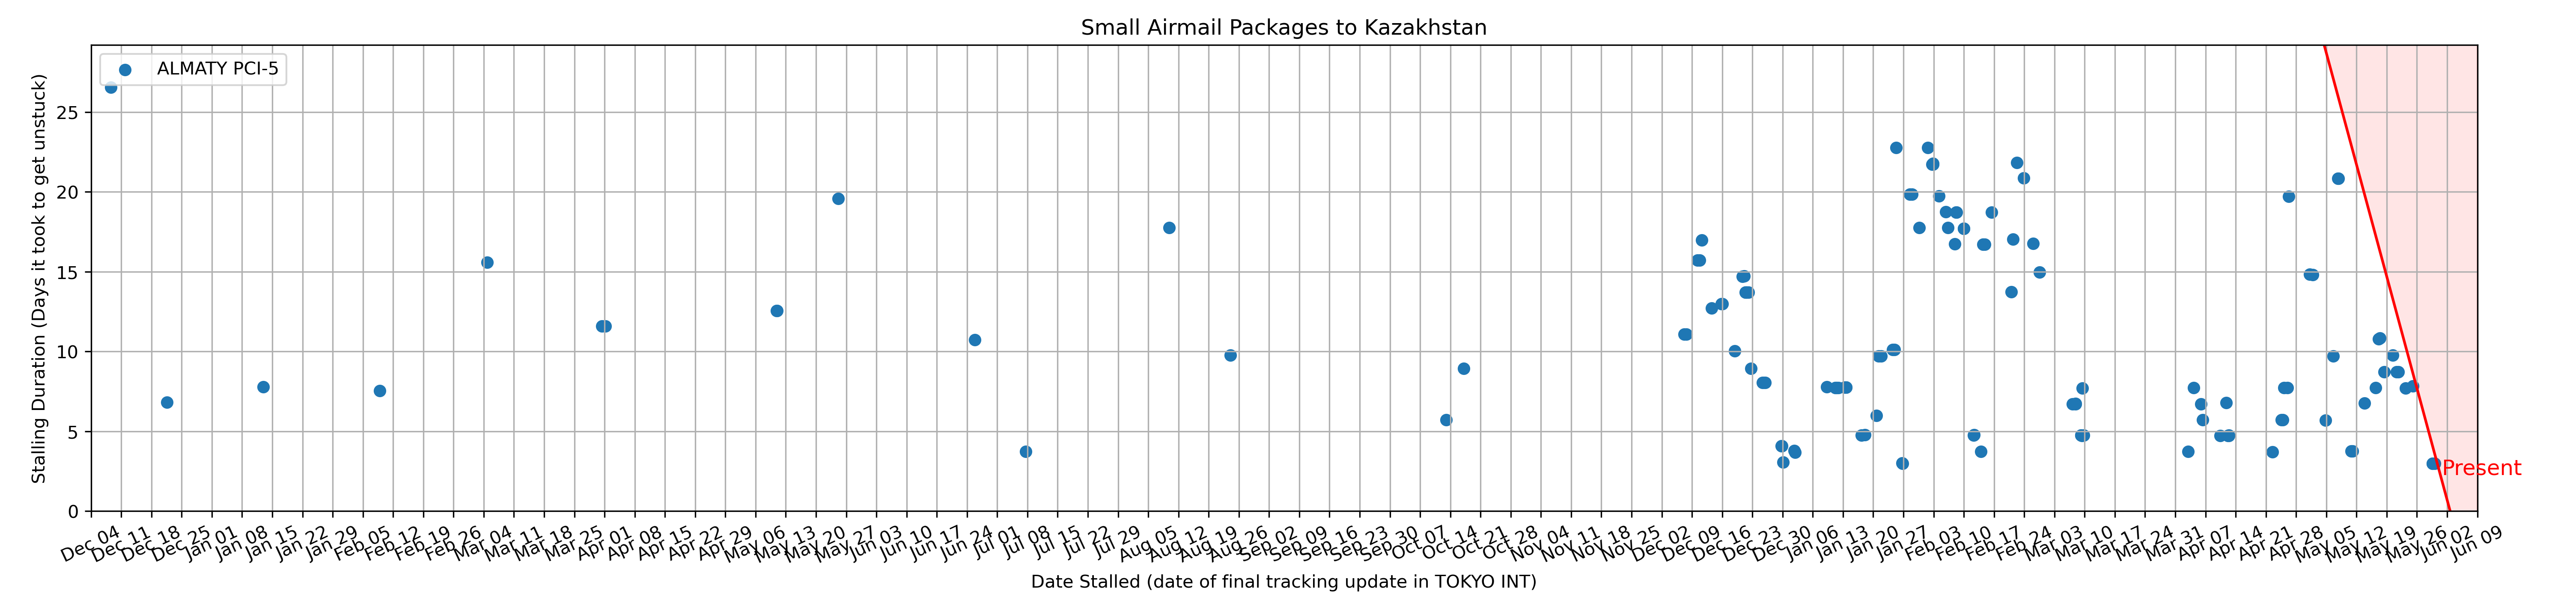 Small Airmail Packages to Kazakhstan
ALMATY PCI-5
Stalling Duration (Days it took to get unstuck)
25
20
15
10
5
0
Present
Dec 04
Dec 11
Dec 18
Dec 25
Jan 01
Jan 08
Jan 15
Jan 22
Jan 29
Feb 05
Feb 12
Feb 19
Feb 26
Mar 04
Mar 11
Mar 18
Mar 25
Apr 01
Apr 08
Apr 15
Apr 22
Apr 29
May 06
May 13
May 20
May 27
Jun 03
Jun 10
Jun 17
Jun 24
Jul 01
Jul 08
Jul 15
Jul 22
Jul 29
Aug 05
Aug 12
Aug 19
Aug 26
Sep 02
Sep 09
Sep 16
Sep 23
Sep 30
Oct 07
Oct 14
Oct 21
Oct 28
Nov 04
Nov 11
Nov 18
Nov 25
Dec 02
Dec 09
Dec 16
Dec 23
Dec 30
Jan 06
Jan 13
Jan 20
Jan 27
Feb 03
Feb 10
Feb 17
Feb 24
Mar 03
Mar 10
Mar 17
Mar 24
Mar 31
Apr 07
Apr 14
Apr 21
Apr 28
May 05
May 12
May 19
May 26
Jun 02
Jun 09
Date Stalled (date of final tracking update in TOKYO INT)